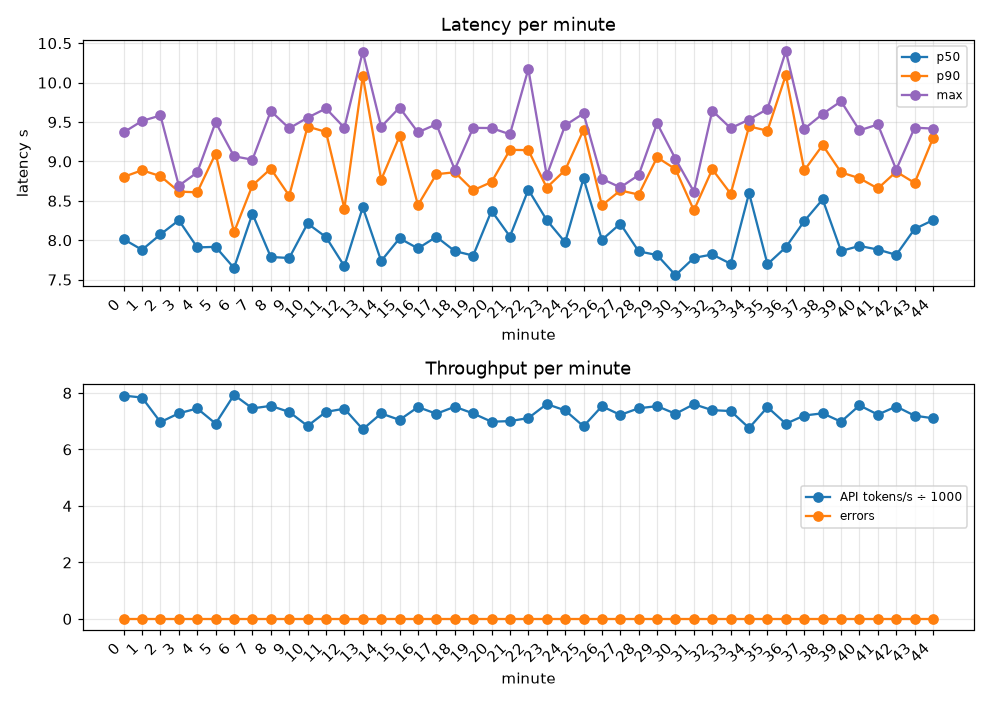 Latency per minute
10.5
10.0
9.5
9.0
8.5
8.0
7.5
latency s
p50
p90
max
0 1 2 3 4 5 6 7 8 9 10 11 12 13 14 15 16 17 18 19 20 21 22 23 24 25 26 27 28 29 30 31 32 33 34 35 36 37 38 39 40 41 42 43 44
minute
Throughput per minute
8
6
4
2
0
API tokens/s ÷ 1000
errors
0 1 2 3 4 5 6 7 8 9 10 11 12 13 14 15 16 17 18 19 20 21 22 23 24 25 26 27 28 29 30 31 32 33 34 35 36 37 38 39 40 41 42 43 44
minute